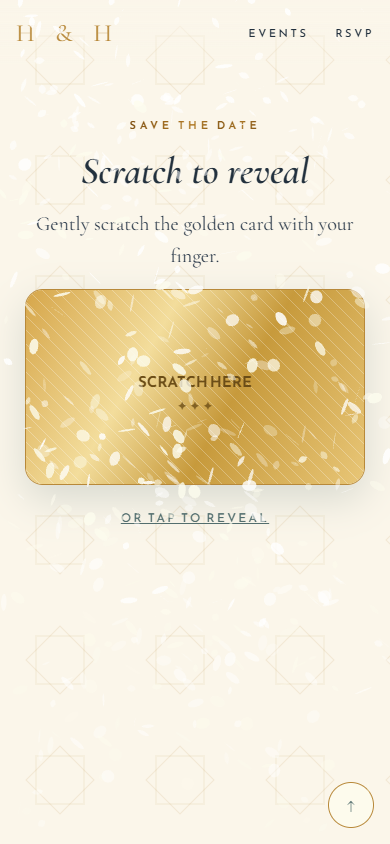 H & H
EVENTS
RSVP
SAVE THE DATE
Scratch to reveal
Gently scratch the golden card with your
finger.
SCRATCH HERE
✦ ✦ ✦
OR TAP TO REVEAL
↑